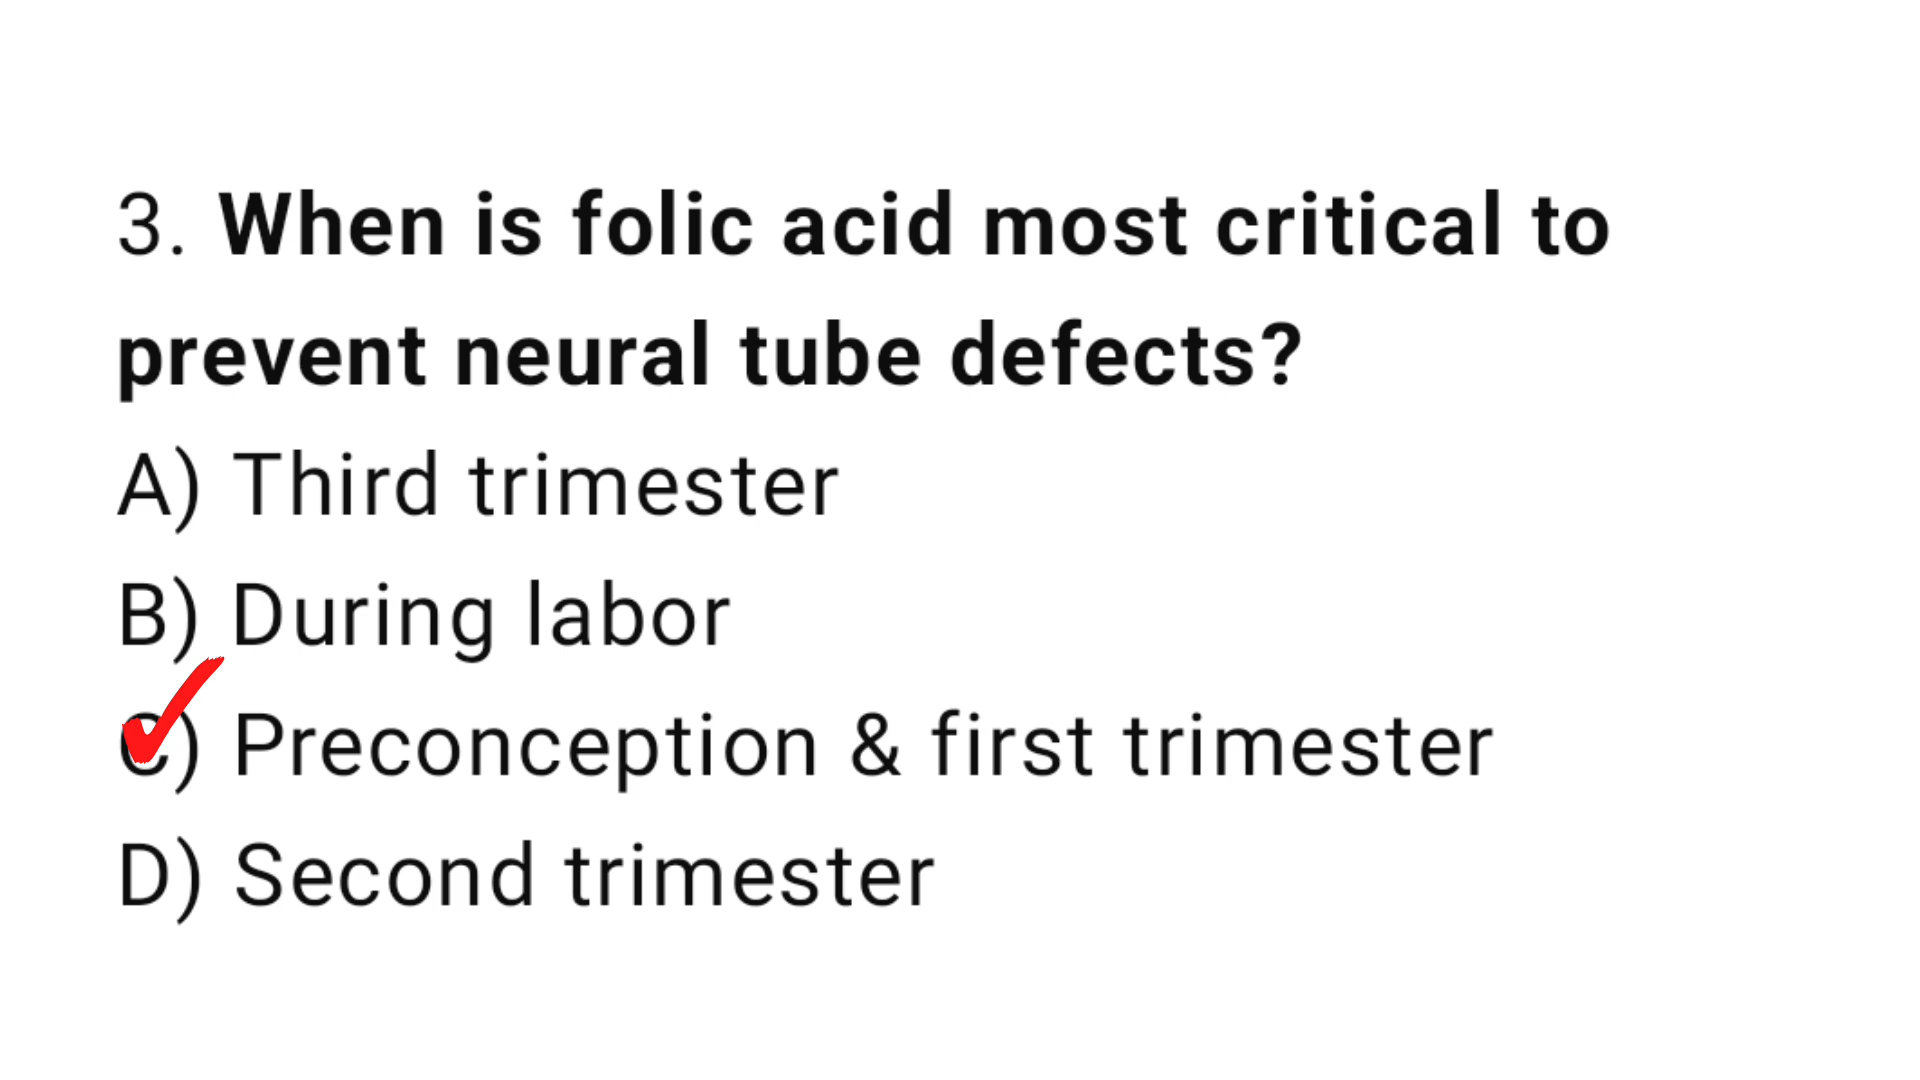 3. When is folic acid most critical to
prevent neural tube defects?
A) Third trimester
B) During labor
C) Preconception & first trimester
D) Second trimester